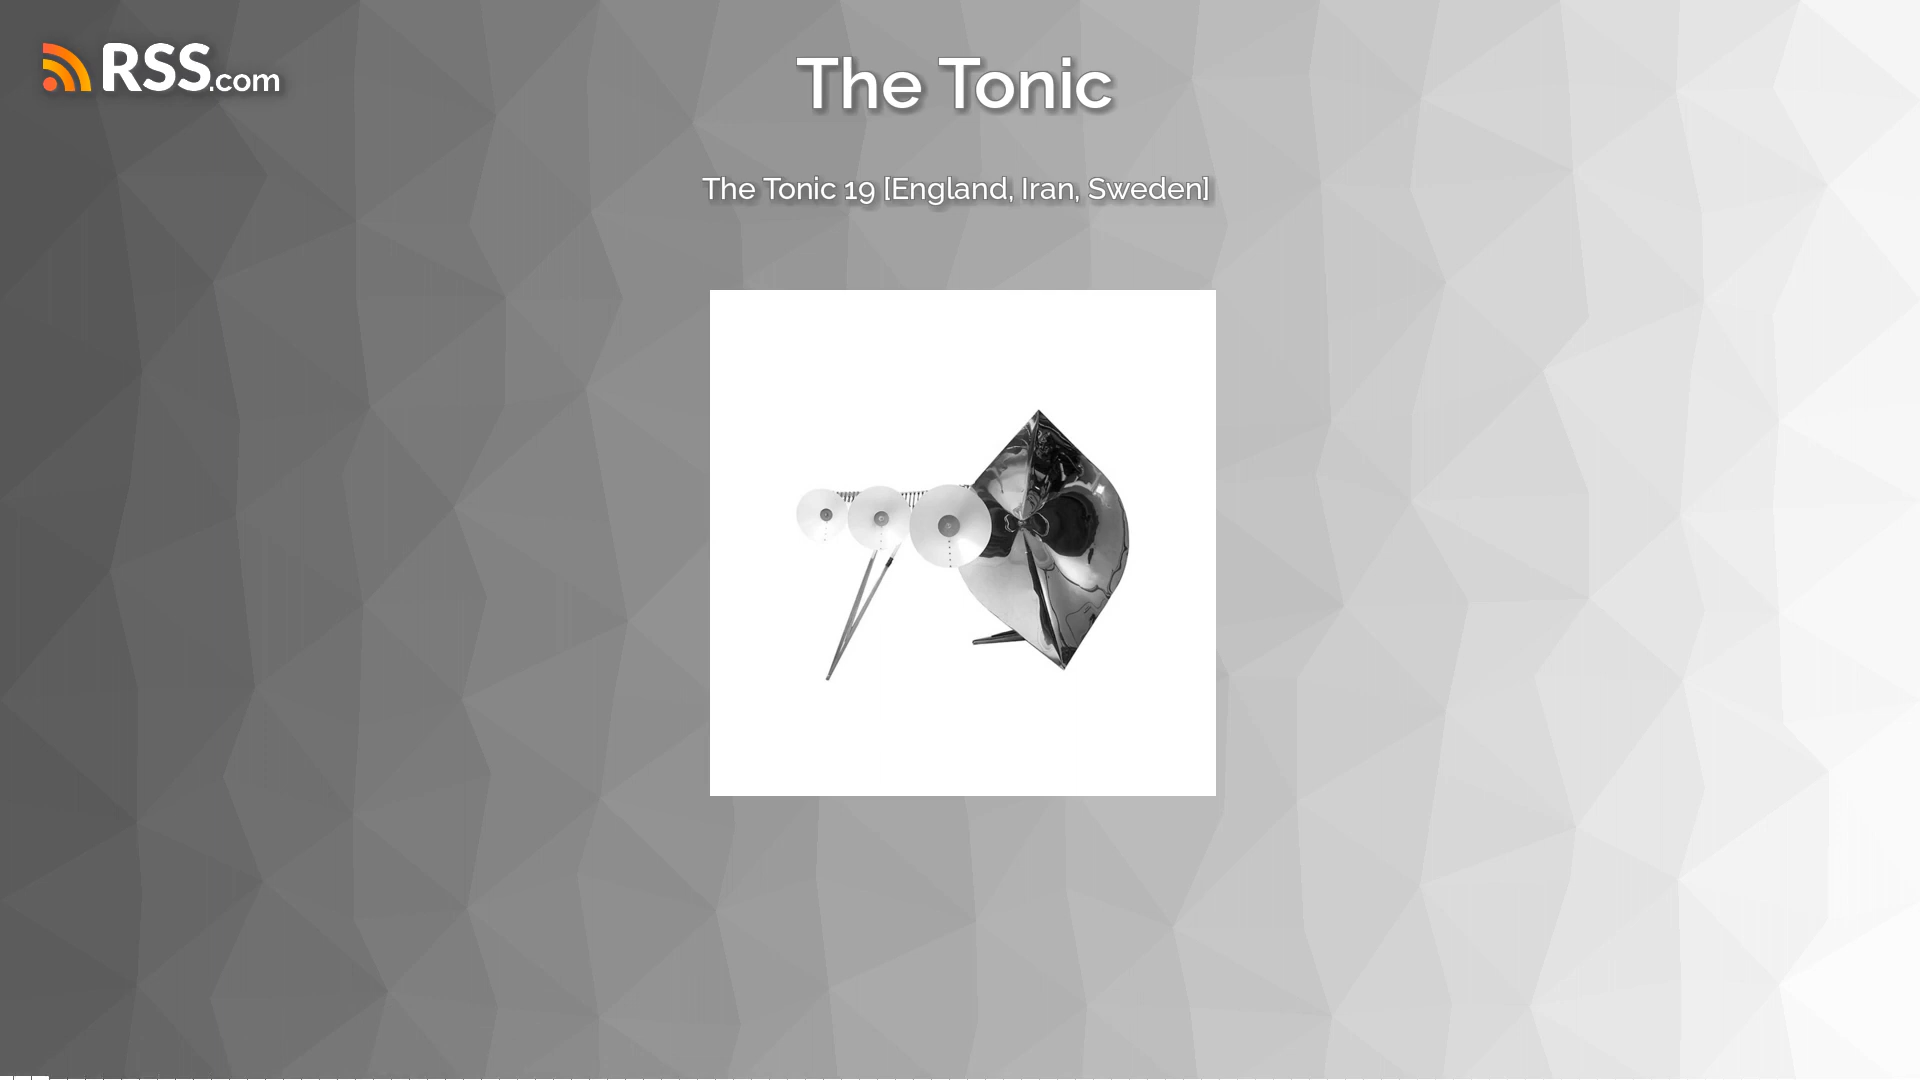 RSS.com
The Tonic
The Tonic 19 [England, Iran, Sweden]